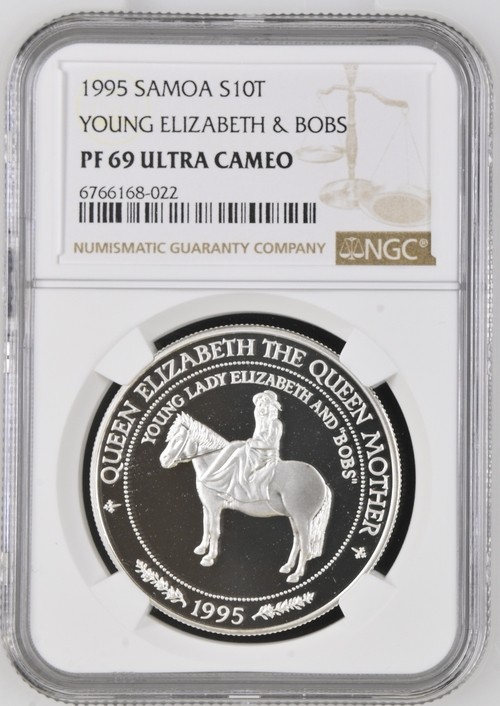 1995 SAMOA S10T
YOUNG ELIZABETH & BOBS
PF 69 ULTRA CAMEO
6766168-022
NUMISMATIC GUARANTY COMPANY
NGC®
QUEEN ELIZABETH THE QUEEN MOTHER
YOUNG LADY ELIZABETH AND "BOBS"
1995